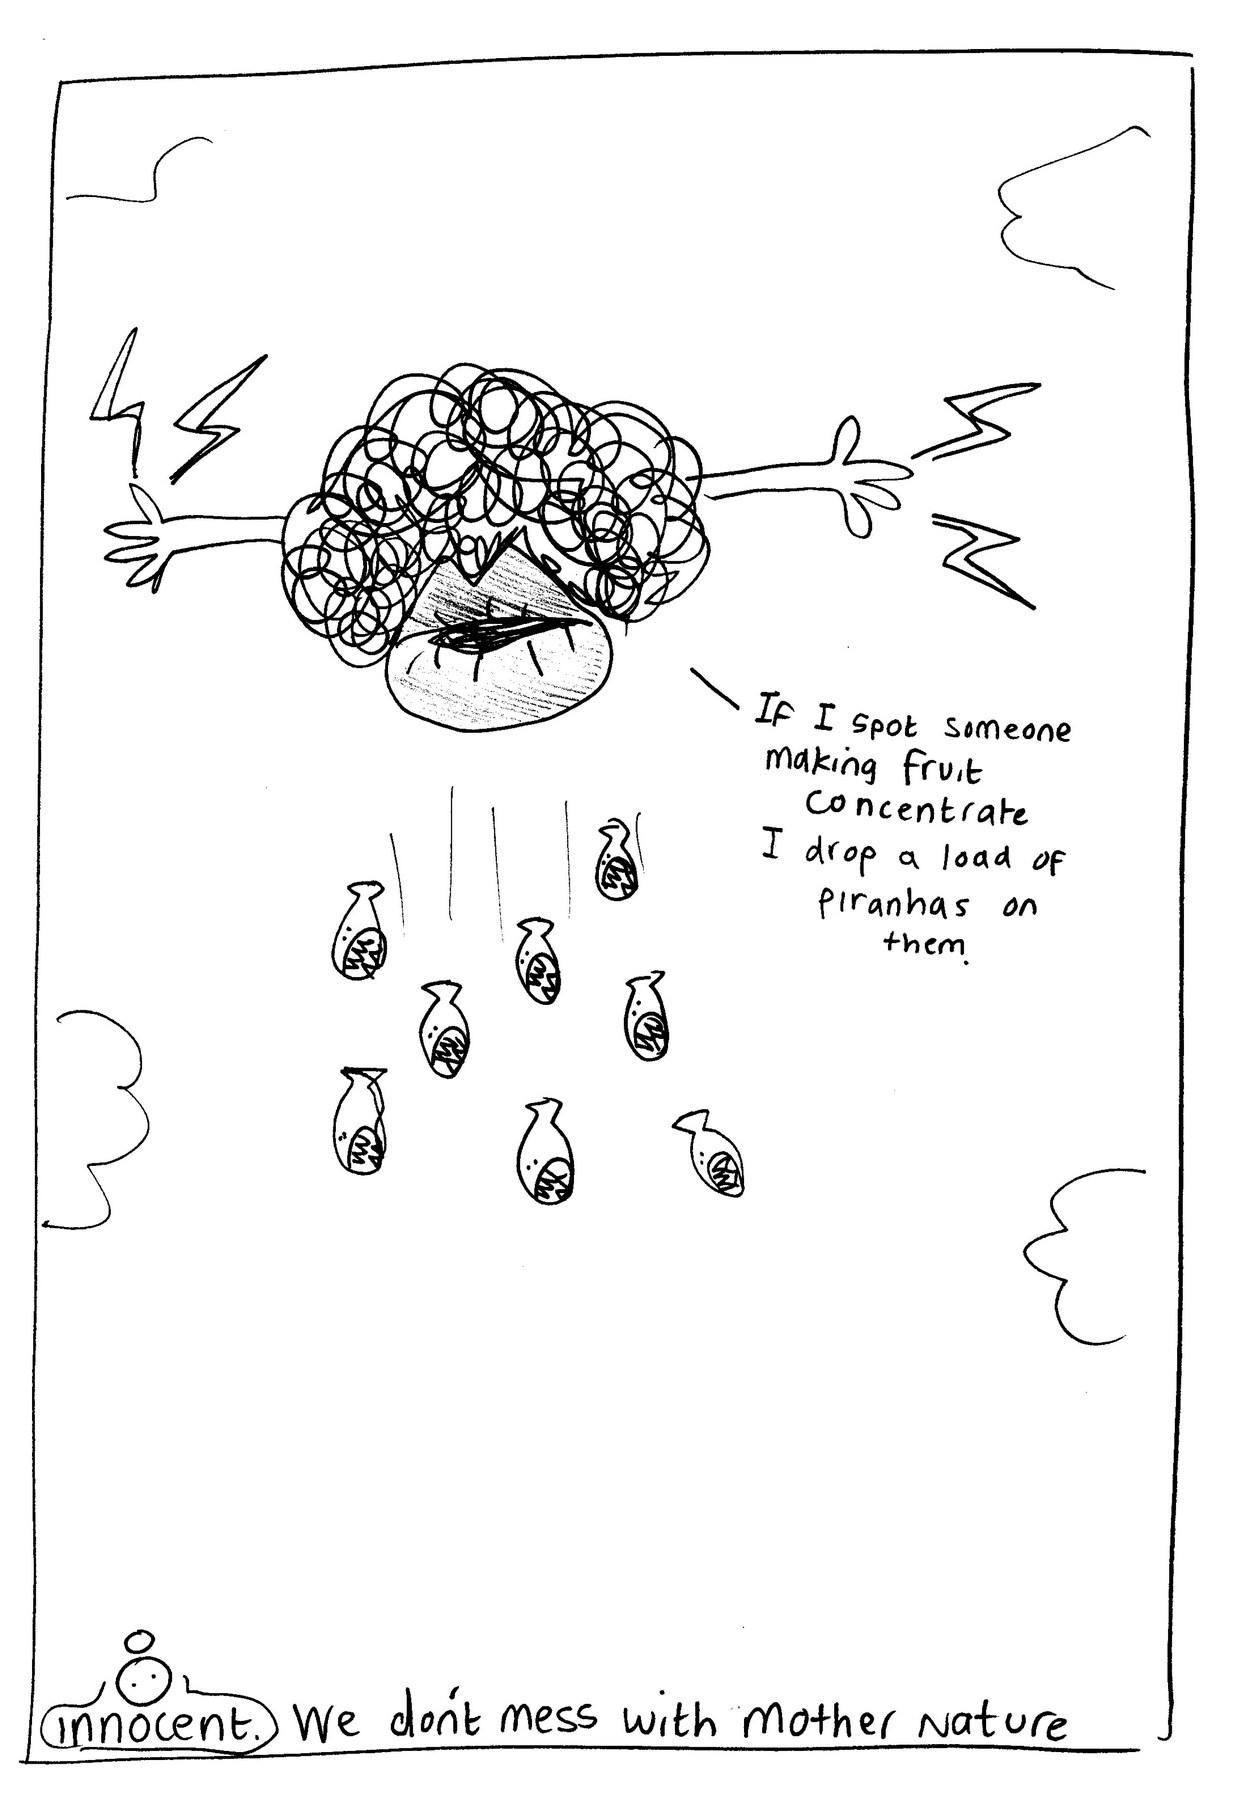 If I spot someone
making fruit
concentrate
I drop a load of
piranhas on
them.
innocent. We don't mess with mother nature